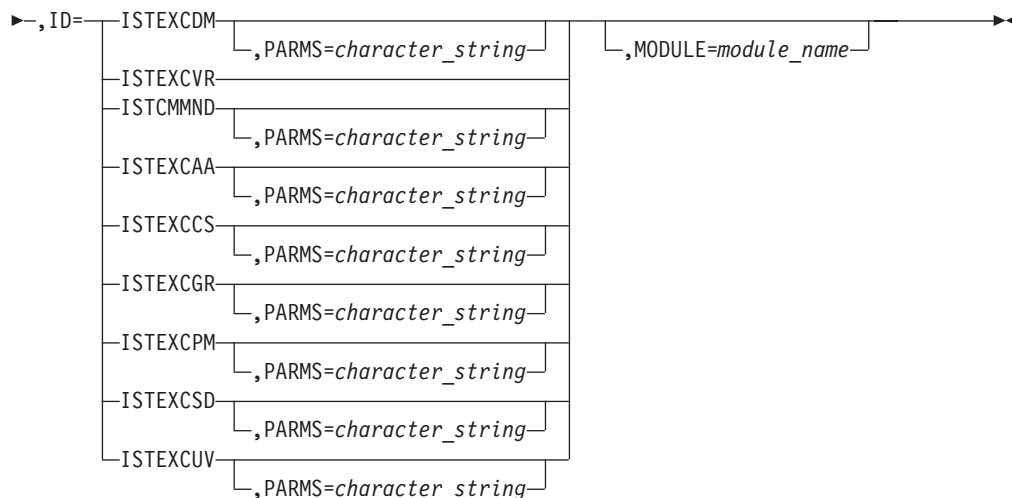 ,ID= ISTEXCDM
,PARMS=character_string ,MODULE=module_name
ISTEXCVR
ISTCMMND
,PARMS=character_string
ISTEXCAA
,PARMS=character_string
ISTEXCCS
,PARMS=character_string
ISTEXCGR
,PARMS=character_string
ISTEXCPM
,PARMS=character_string
ISTEXCSD
,PARMS=character_string
ISTEXCUV
,PARMS=character_string